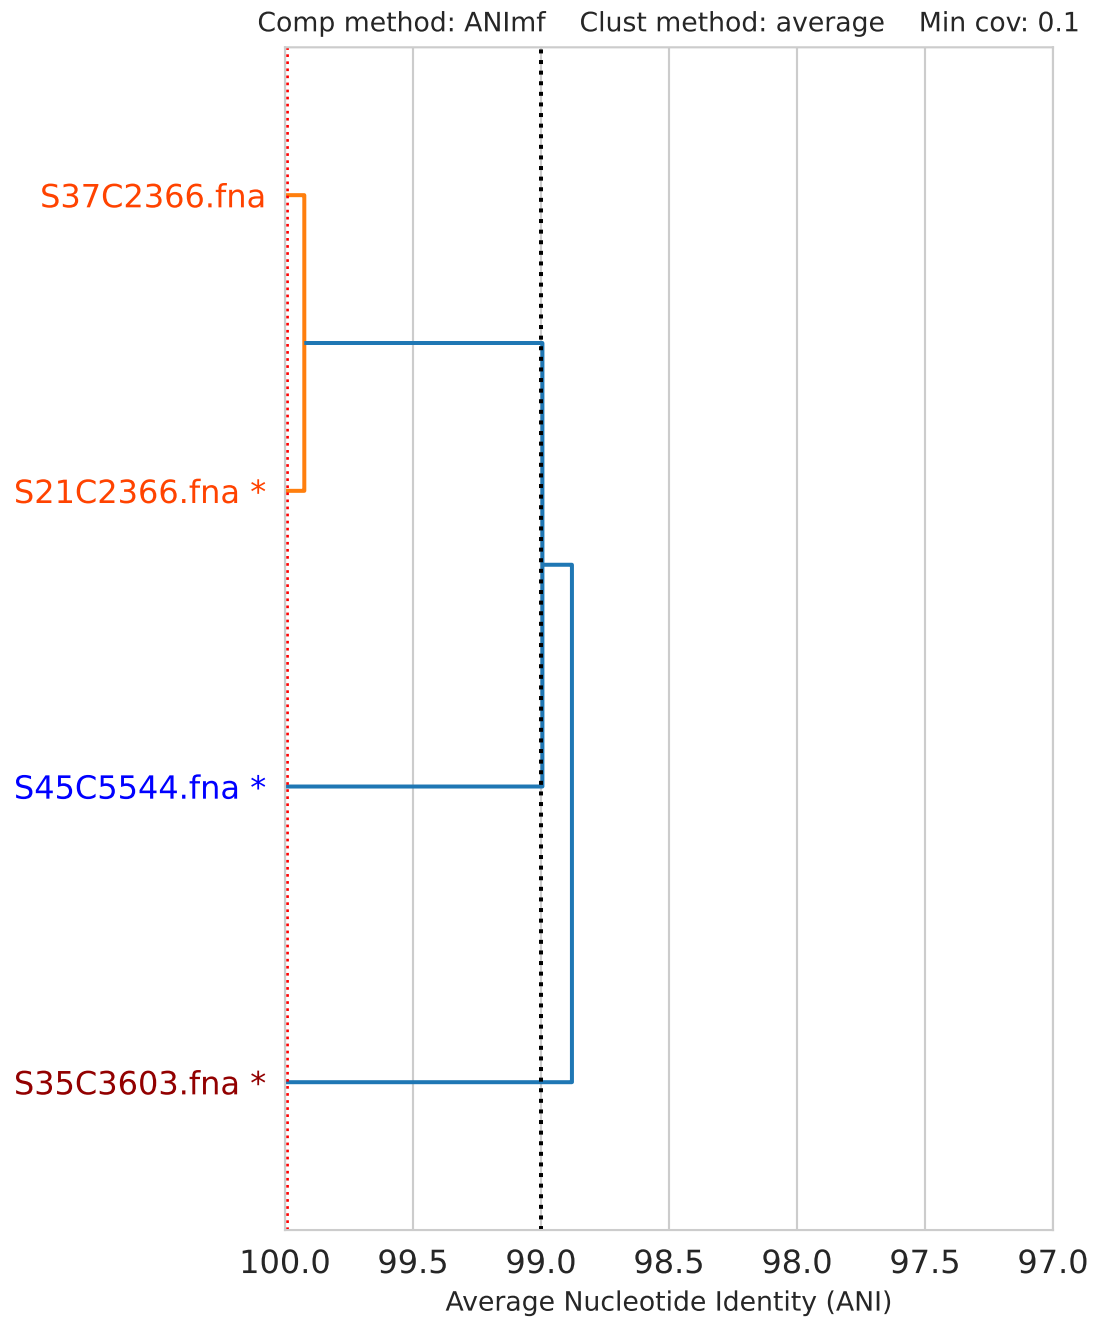 Comp method: ANImf    Clust method: average    Min cov: 0.1
S37C2366.fna
S21C2366.fna *
S45C5544.fna *
S35C3603.fna *
100.0 99.5 99.0 98.5 98.0 97.5 97.0
Average Nucleotide Identity (ANI)